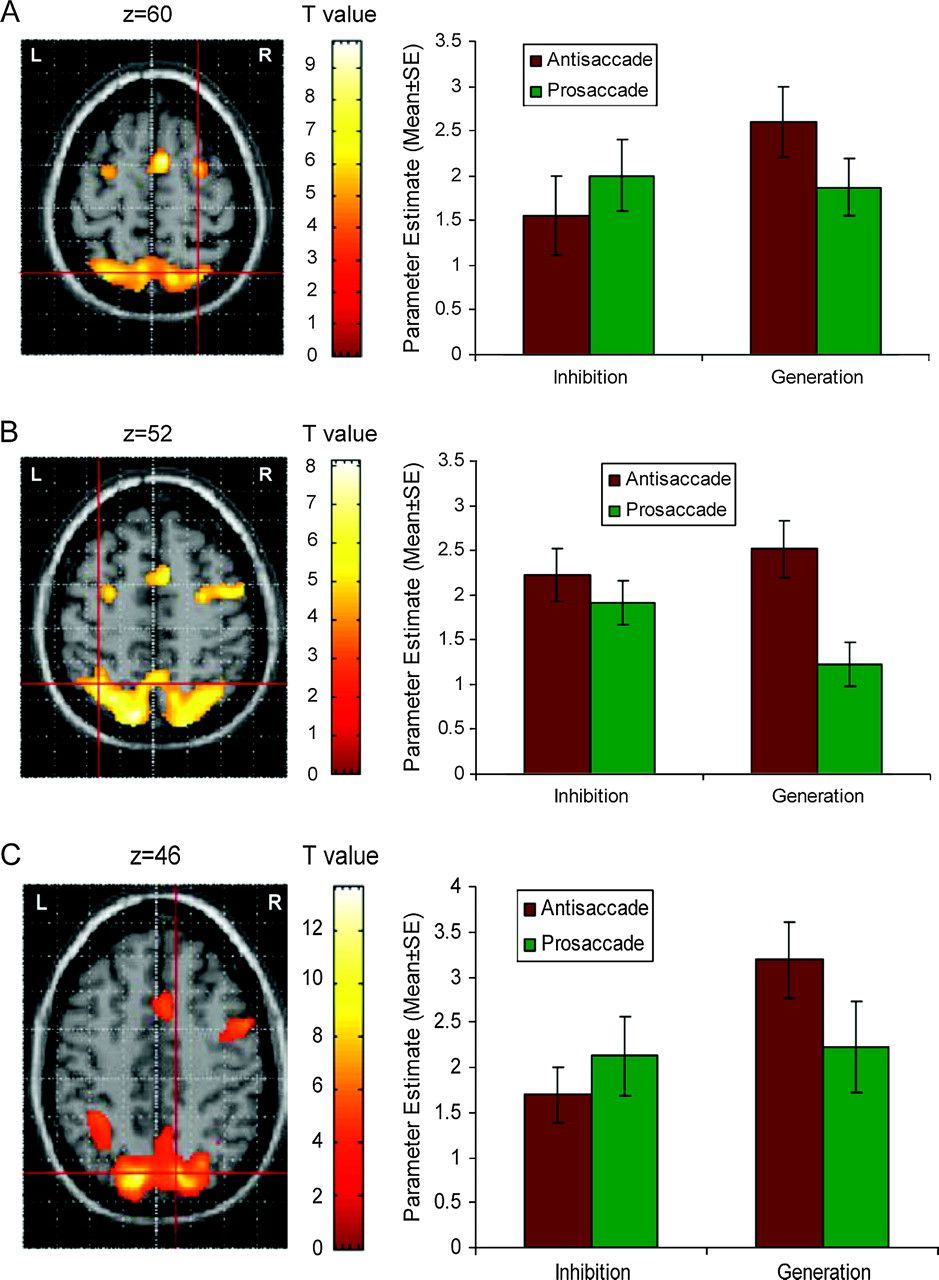 A
z=60
T value
L
R
9
8
7
6
5
4
3
2
1
0
Parameter Estimate (Mean±SE)
3.5
3
2.5
2
1.5
1
0.5
0
Antisaccade
Prosaccade
Inhibition
Generation
B
z=52
T value
L
R
8
7
6
5
4
3
2
1
0
Parameter Estimate (Mean±SE)
3.5
3
2.5
2
1.5
1
0.5
0
Antisaccade
Prosaccade
Inhibition
Generation
C
z=46
T value
L
R
12
10
8
6
4
2
0
Parameter Estimate (Mean±SE)
4
3.5
3
2.5
2
1.5
1
0.5
0
Antisaccade
Prosaccade
Inhibition
Generation